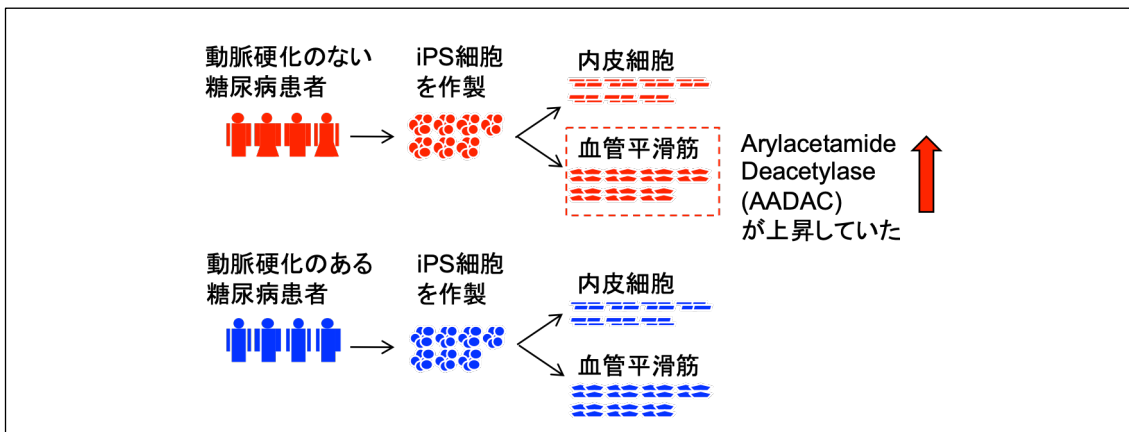 動脈硬化のない
糖尿病患者
iPS細胞
を作製
内皮細胞
血管平滑筋
Arylacetamide
Deacetylase
(AADAC)
が上昇していた
動脈硬化のある
糖尿病患者
iPS細胞
を作製
内皮細胞
血管平滑筋